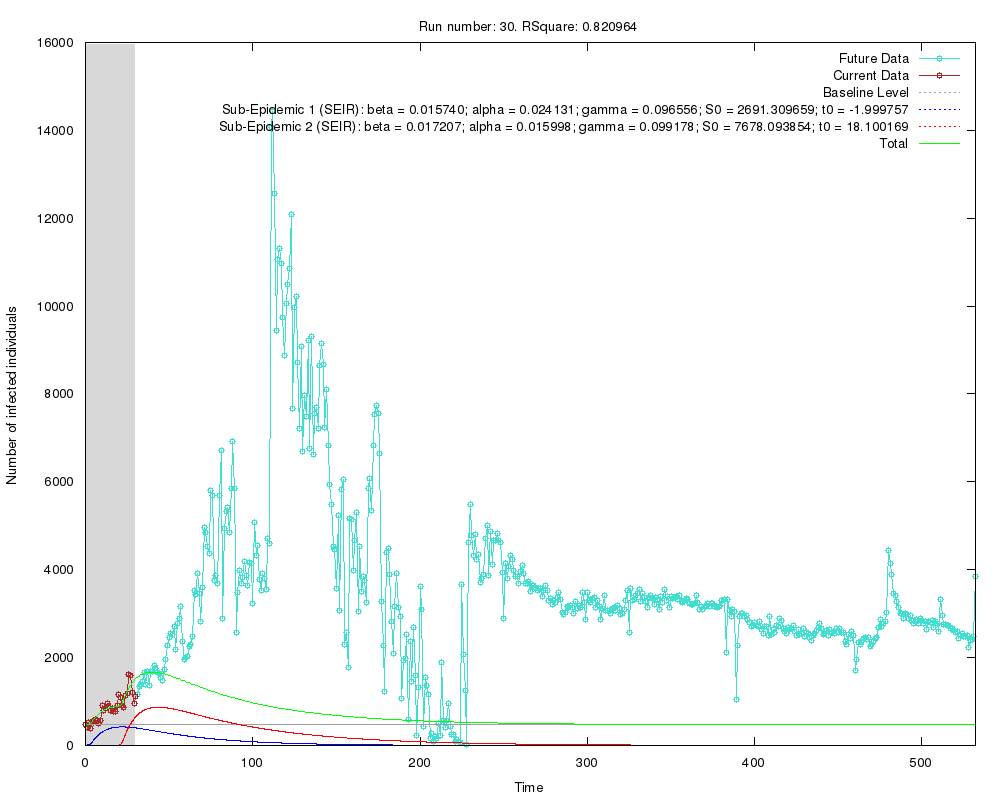 Run number: 30. RSquare: 0.820964
16000
14000
12000
10000
8000
6000
4000
2000
0
Number of infected individuals
Future Data
Current Data
Baseline Level
Sub-Epidemic 1 (SEIR): beta = 0.015740; alpha = 0.024131; gamma = 0.096556; S0 = 2691.309659; t0 = -1.999757
Sub-Epidemic 2 (SEIR): beta = 0.017207; alpha = 0.015998; gamma = 0.099178; S0 = 7678.093854; t0 = 18.100169
Total
0 100 200 300 400 500
Time